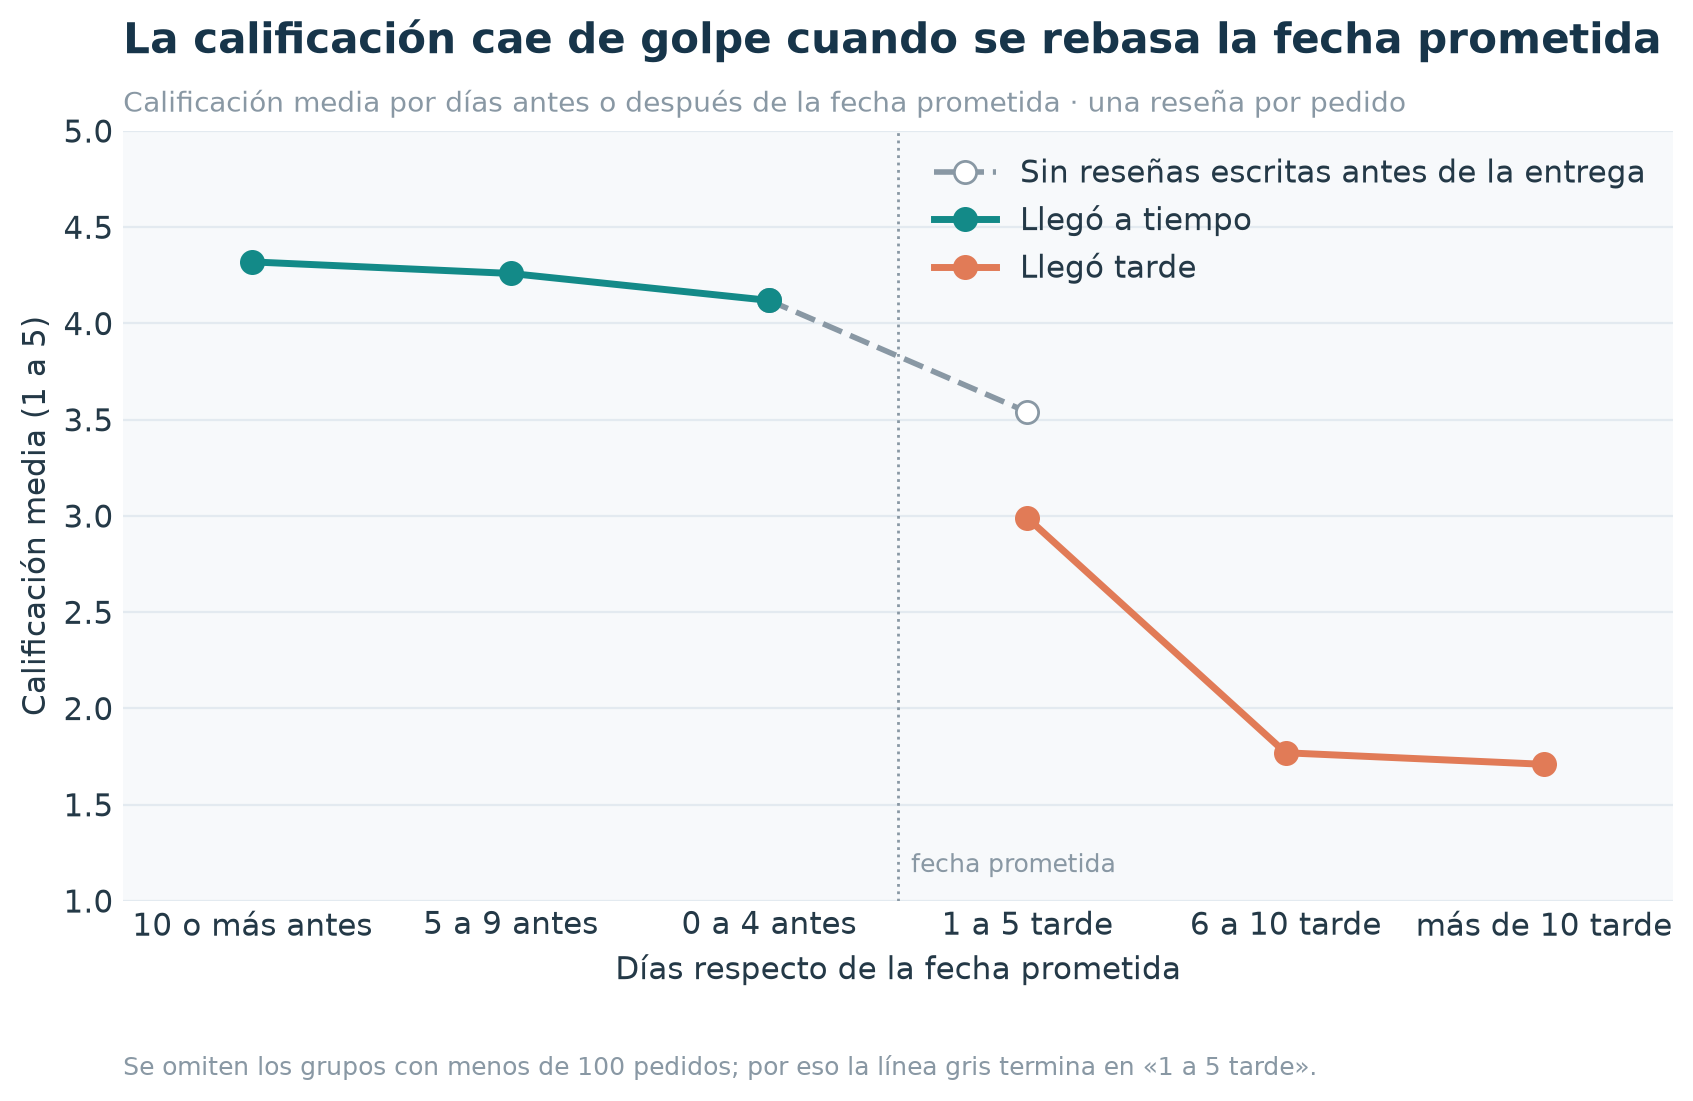 La calificación cae de golpe cuando se rebasa la fecha prometida
Calificación media por días antes o después de la fecha prometida · una reseña por pedido
Calificación media (1 a 5)
5.0
4.5
4.0
3.5
3.0
2.5
2.0
1.5
1.0
Sin reseñas escritas antes de la entrega
Llegó a tiempo
Llegó tarde
fecha prometida
10 o más antes
5 a 9 antes
0 a 4 antes
1 a 5 tarde
6 a 10 tarde
más de 10 tarde
Días respecto de la fecha prometida
Se omiten los grupos con menos de 100 pedidos; por eso la línea gris termina en «1 a 5 tarde».